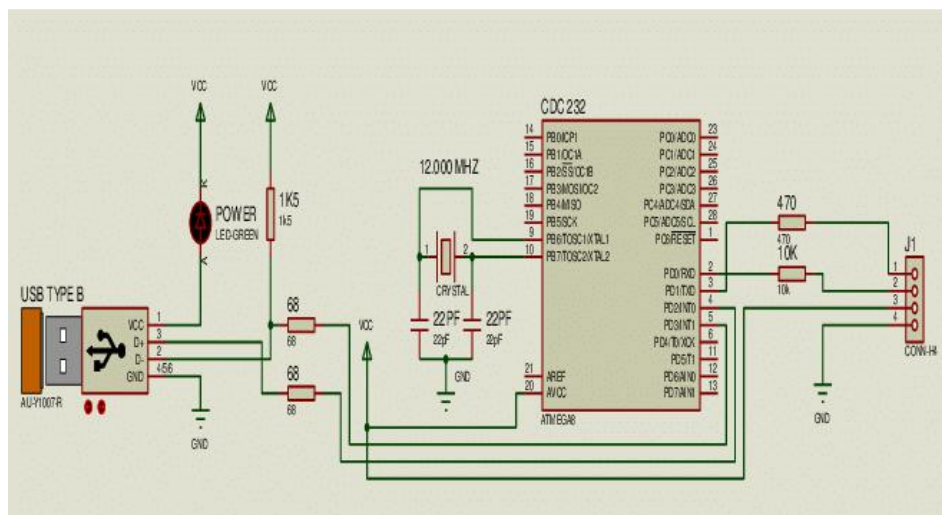 CDC 232
VCC
VCC
12.000 MHZ
POWER
LED-GREEN
K
A
1K5
1k5
USB TYPE B
VCC
D+
D-
GND
1
3
2
456
AU-Y1007-R
GND
68
68
68
68
VCC
1
2
CRYSTAL
22PF
22pF
22PF
22pF
GND
14 PB0/ICP1
15 PB1/OC1A
16 PB2/SS/OC1B
17 PB3/MOSI/OC2
18 PB4/MISO
19 PB5/SCK
9 PB6/TOSC1/XTAL1
10 PB7/TOSC2/XTAL2
21 AREF
20 AVCC
PC0/ADC0 23
PC1/ADC1 24
PC2/ADC2 25
PC3/ADC3 26
PC4/ADC4/SDA 27
PC5/ADC5/SCL 28
PC6/RESET 1
PD0/RXD 2
PD1/TXD 3
PD2/INT0 4
PD3/INT1 5
PD4/T0/XCK 6
PD5/T1 11
PD6/AIN0 12
PD7/AIN1 13
ATMEGA8
470
470
10K
10k
J1
1
2
3
4
CONN-H4
GND